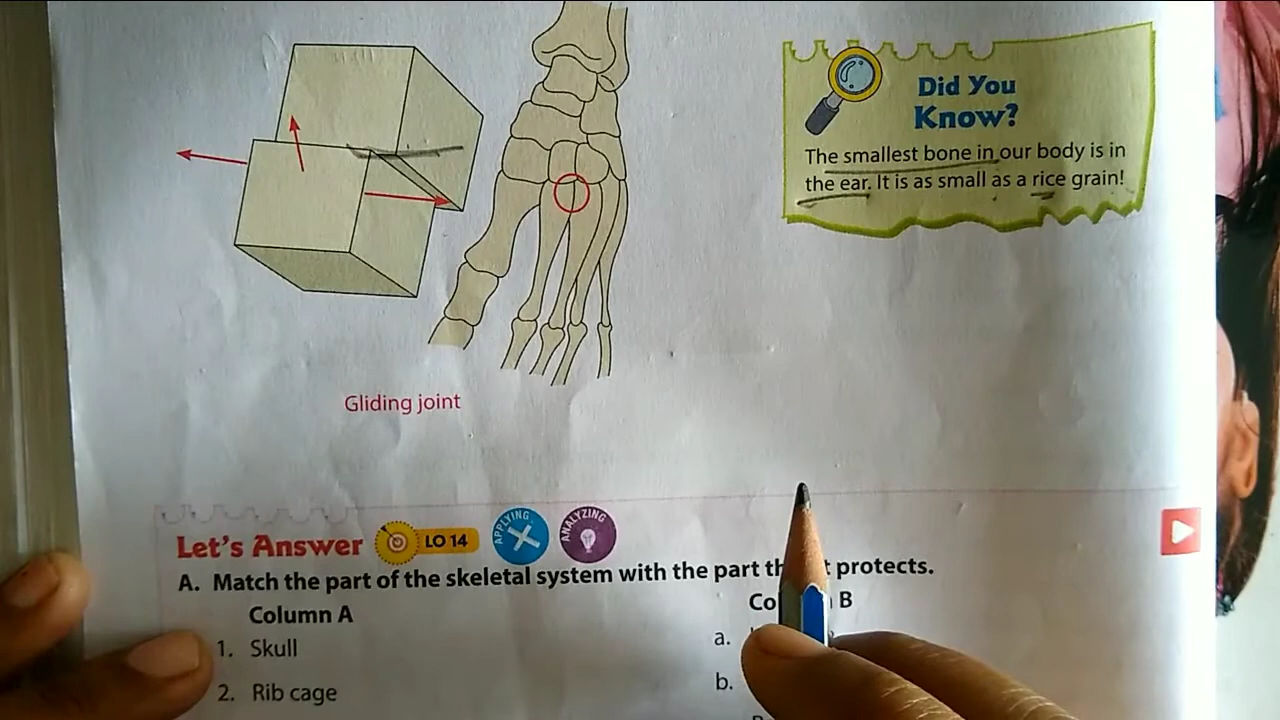 Did You
Know?
The smallest bone in our body is in
the ear. It is as small as a rice grain!
Gliding joint
Let's Answer LO 14 APPLYING ANALYZING
A. Match the part of the skeletal system with the part protects.
Column A
B
1. Skull
a.
2. Rib cage
b.